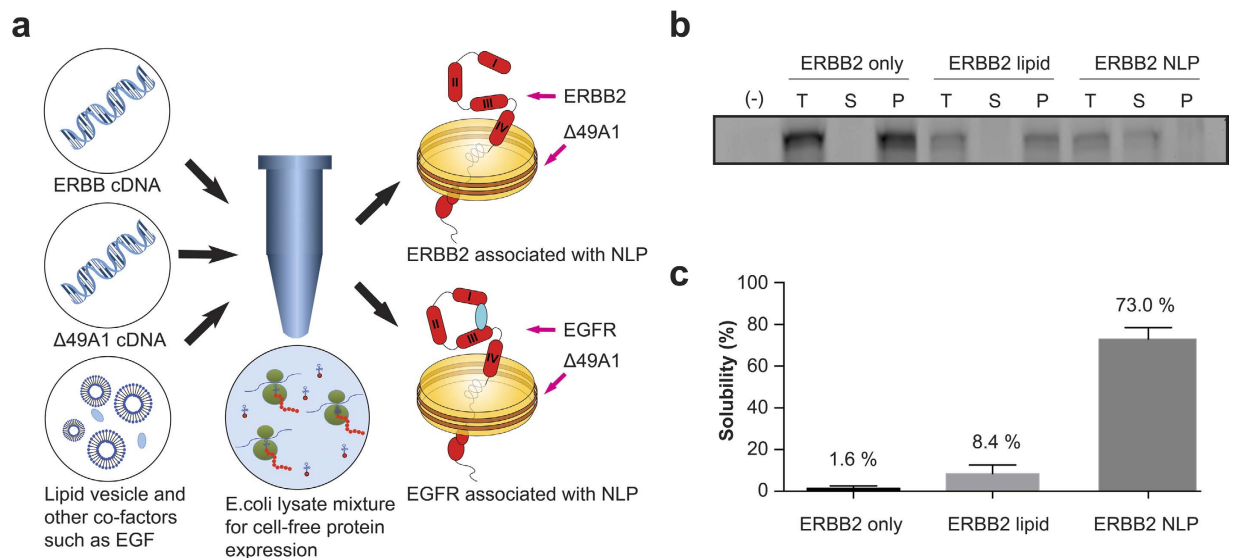 a
ERBB cDNA
Δ49A1 cDNA
Lipid vesicle and
other co-factors
such as EGF
E.coli lysate mixture
for cell-free protein
expression
I
II
III
IV
ERBB2
Δ49A1
ERBB2 associated with NLP
I
II
III
IV
EGFR
Δ49A1
EGFR associated with NLP
b
ERBB2 only ERBB2 lipid ERBB2 NLP
(-) T S P T S P T S P
c
Solubility (%)
100
80
60
40
20
0
1.6 %
8.4 %
73.0 %
ERBB2 only ERBB2 lipid ERBB2 NLP